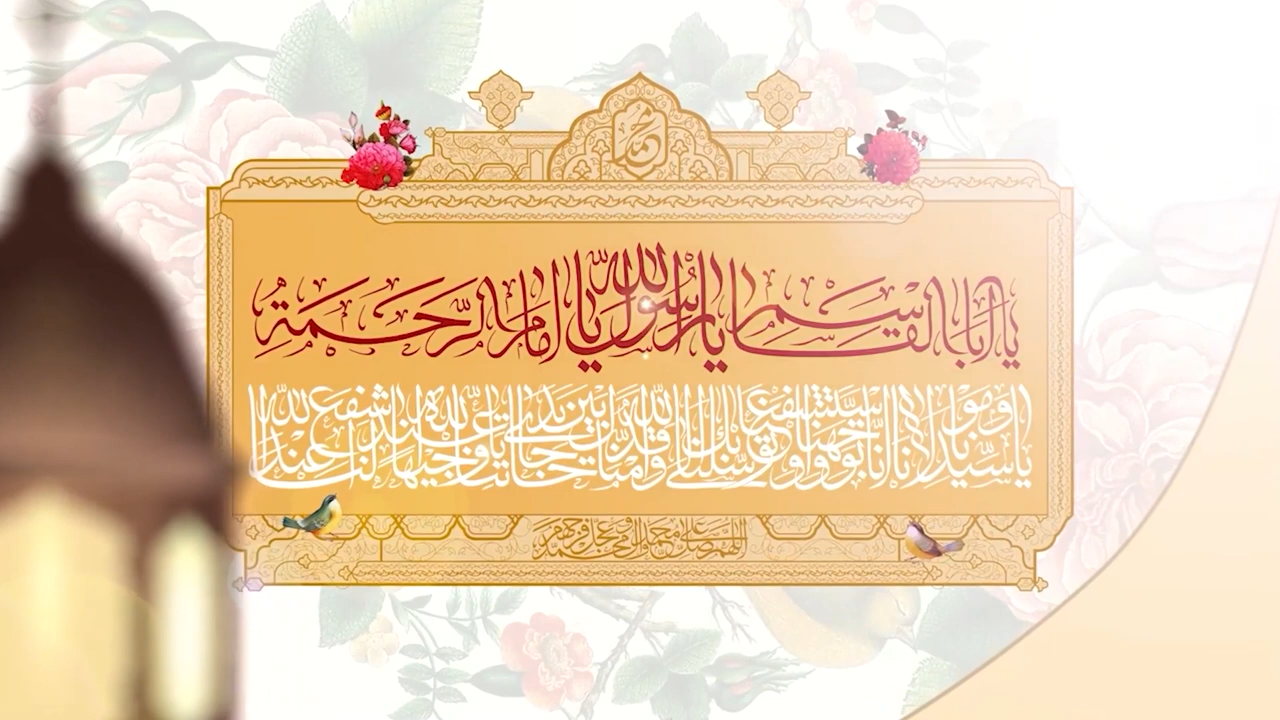 محمد
يا أبا القاسم يا رسول الله يا إمام الرحمة
يا سيدنا ومولانا إنا توجهنا واستشفعنا وتوسلنا بك إلى الله وقدمناك بين يدي حاجاتنا يا وجيها عند الله اشفع لنا عند الله
اللهم صل على محمد وآل محمد وعجل فرجهم